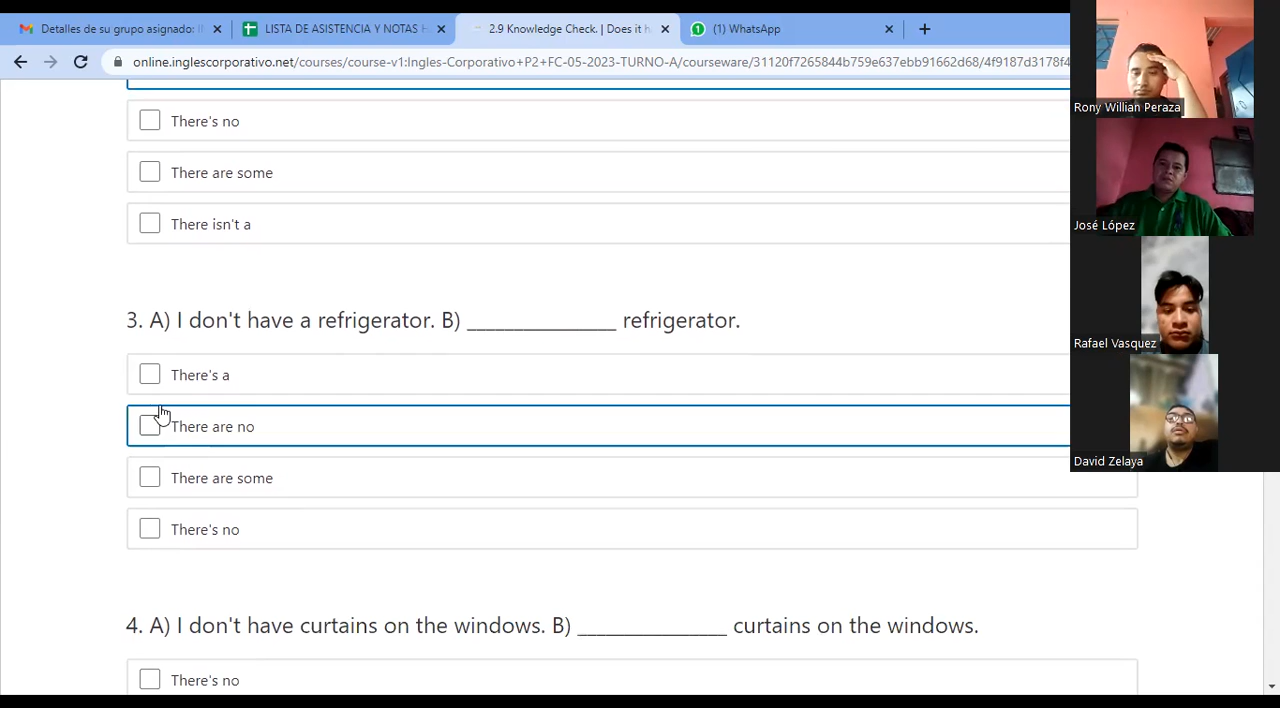 Detalles de su grupo asignado: I
LISTA DE ASISTENCIA Y NOTAS
2.9 Knowledge Check. | Does it h
(1) WhatsApp
online.inglescorporativo.net/courses/course-v1:InglesCorporativo+P2+FC-05-2023-TURNO-A/courseware/31120f7268844b759e637ebb91662d68/4f9187d3178f4
There's no
There are some
There isn't a
3. A) I don't have a refrigerator. B) _______________ refrigerator.
There's a
There are no
There are some
There's no
4. A) I don't have curtains on the windows. B) _______________ curtains on the windows.
There's no
Rony Willian Peraza
José López
Rafael Vasquez
David Zelaya